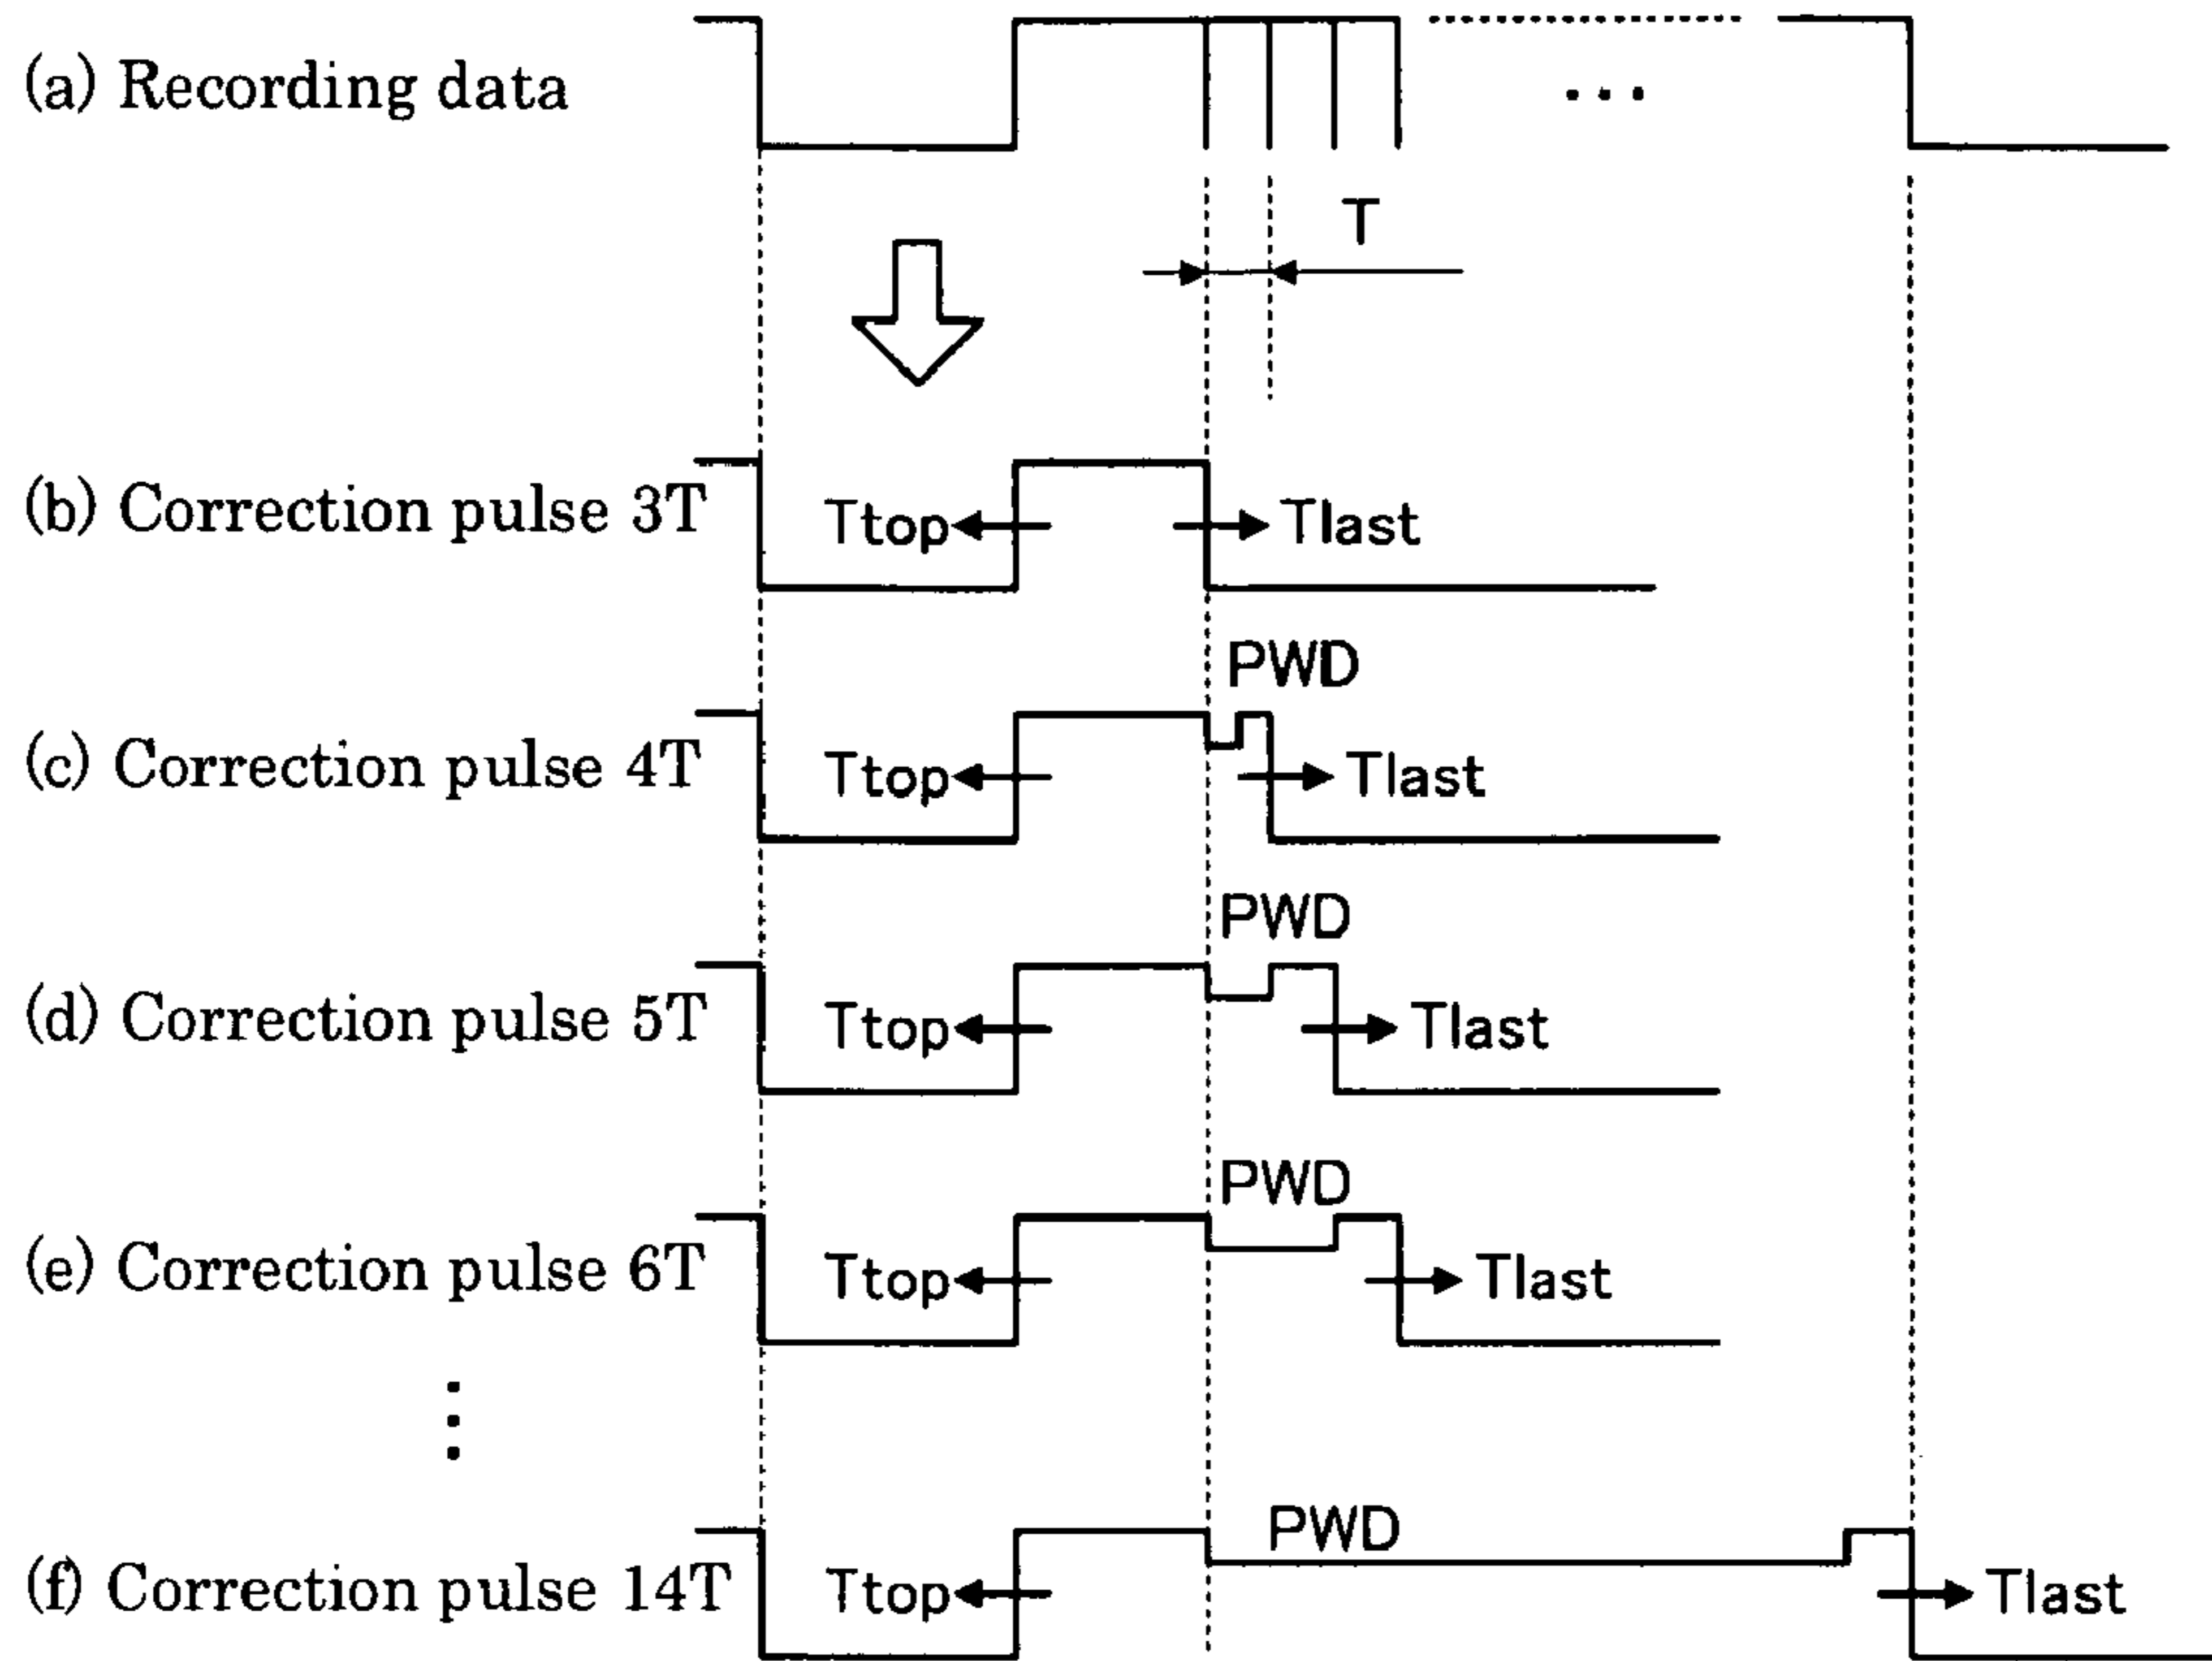 (a) Recording data
...
T
(b) Correction pulse 3T
Ttop
Tlast
PWD
(c) Correction pulse 4T
Ttop
Tlast
PWD
(d) Correction pulse 5T
Ttop
Tlast
PWD
(e) Correction pulse 6T
Ttop
Tlast
PWD
(f) Correction pulse 14T
Ttop
Tlast